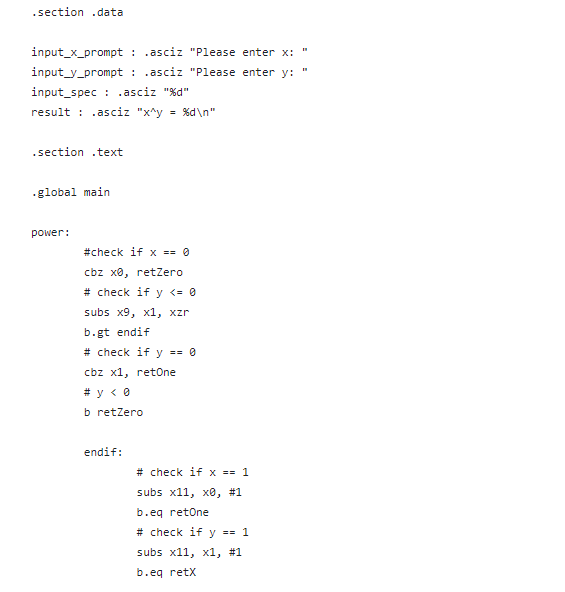 .section .data
input_x_prompt : .asciz "Please enter x: "
input_y_prompt : .asciz "Please enter y: "
input_spec : .asciz "%d"
result : .asciz "x^y = %d\n"
.section .text
.global main
power:
#check if x == 0
cbz x0, retZero
# check if y <= 0
subs x9, x1, xzr
b.gt endif
# check if y == 0
cbz x1, retOne
# y < 0
b retZero
endif:
# check if x == 1
subs x11, x0, #1
b.eq retOne
# check if y == 1
subs x11, x1, #1
b.eq retX